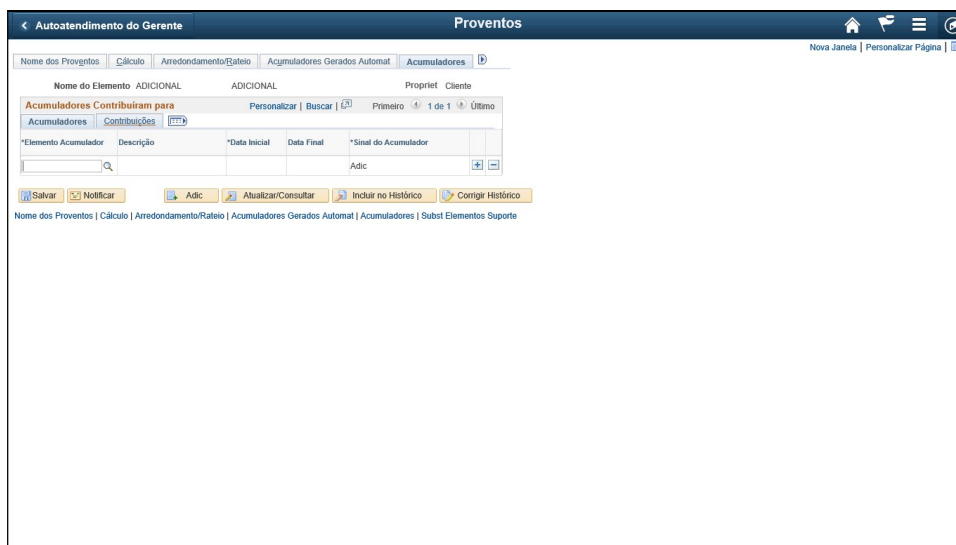 Autoatendimento do Gerente
Proventos
Nova Janela | Personalizar Página |
Nome dos Proventos Cálculo Arredondamento/Rateio Acumuladores Gerados Automat Acumuladores
Nome do Elemento ADICIONAL ADICIONAL Propriet Cliente
Acumuladores Contribuíram para Personalizar | Buscar | Primeiro 1 de 1 Último
Acumuladores Contribuições
*Elemento Acumulador Descrição *Data Inicial Data Final *Sinal do Acumulador
Adic
Salvar Notificar Adic Atualizar/Consultar Incluir no Histórico Corrigir Histórico
Nome dos Proventos | Cálculo | Arredondamento/Rateio | Acumuladores Gerados Automat | Acumuladores | Subst Elementos Suporte